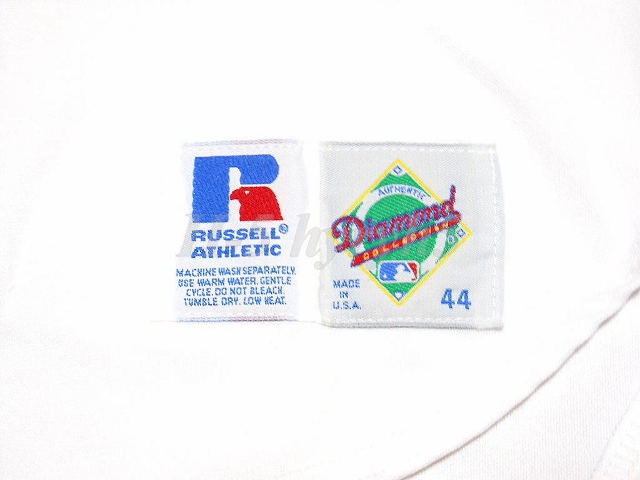 RUSSELL®
ATHLETIC
MACHINE WASH SEPARATELY.
USE WARM WATER. GENTLE
CYCLE. DO NOT BLEACH.
TUMBLE DRY. LOW HEAT.
AUTHENTIC
Diamond
COLLECTION
MADE
IN
U.S.A.
44